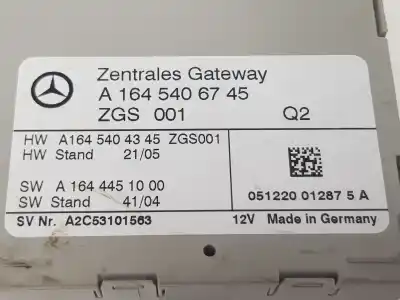 Zentrales Gateway
A 164 540 67 45
ZGS 001 Q2
HW A164 540 43 45 ZGS001
HW Stand 21/05
SW A 164 445 10 00
SW Stand 41/04
051220 01287 5 A
SV Nr. A2C53101563 12V Made in Germany